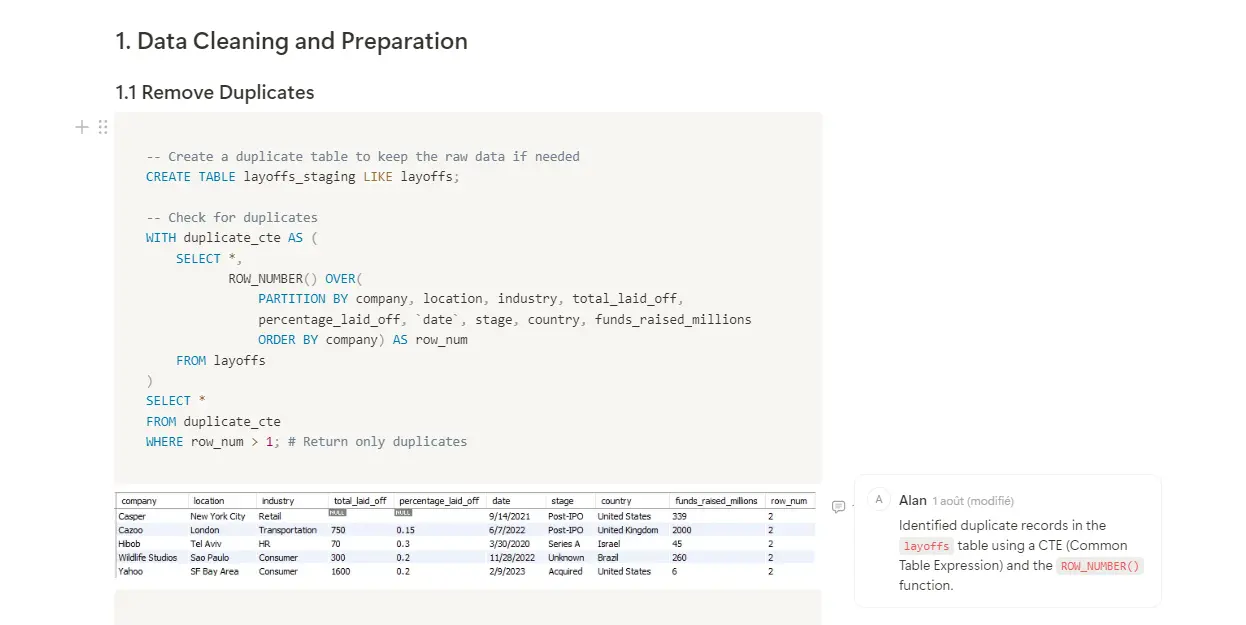 1. Data Cleaning and Preparation
1.1 Remove Duplicates
-- Create a duplicate table to keep the raw data if needed
CREATE TABLE layoffs_staging LIKE layoffs;
-- Check for duplicates
WITH duplicate_cte AS (
SELECT *,
ROW_NUMBER() OVER(
PARTITION BY company, location, industry, total_laid_off,
percentage_laid_off, `date`, stage, country, funds_raised_millions
ORDER BY company) AS row_num
FROM layoffs
)
SELECT *
FROM duplicate_cte
WHERE row_num > 1; # Return only duplicates
company location industry total_laid_off percentage_laid_off date stage country funds_raised_millions row_num
Casper New York City Retail NULL NULL 9/14/2021 Post-IPO United States 339 2
Cazoo London Transportation 750 0.15 6/7/2022 Post-IPO United Kingdom 2000 2
Hibob Tel Aviv HR 70 0.3 3/30/2020 Series A Israel 45 2
Wildlife Studios Sao Paulo Consumer 300 0.2 11/28/2022 Unknown Brazil 260 2
Yahoo SF Bay Area Consumer 1600 0.2 2/9/2023 Acquired United States 6 2
A Alan 1 août (modifié)
Identified duplicate records in the
layoffs table using a CTE (Common
Table Expression) and the ROW_NUMBER()
function.